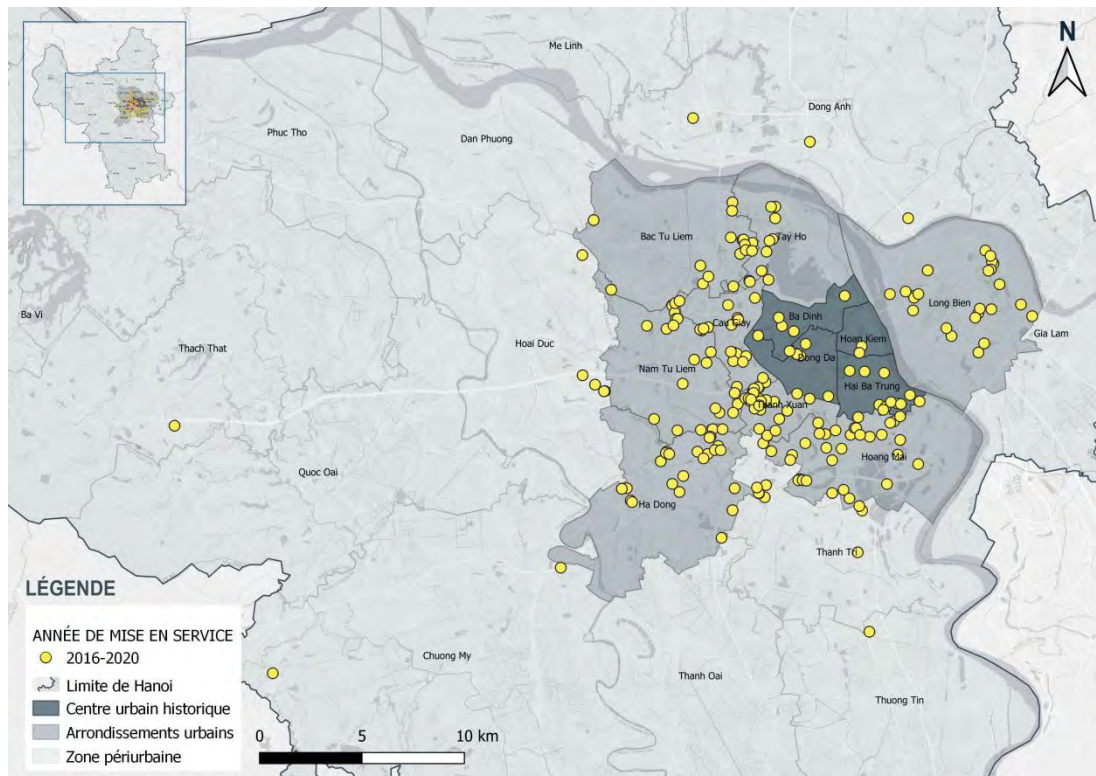 N
Me Linh
Dong Anh
Phuc Tho
Dan Phuong
Bac Tu Liem
Tay Ho
Long Bien
Ba Vi
Ba Dinh
Cau Giay
Hoan Kiem
Gia Lam
Thach That
Hoai Duc
Dong Da
Nam Tu Liem
Hai Ba Trung
Thanh Xuan
Hoang Mai
Quoc Oai
Ha Dong
Thanh Tri
Chuong My
Thanh Oai
Thuong Tin
LÉGENDE
ANNÉE DE MISE EN SERVICE
2016-2020
Limite de Hanoi
Centre urbain historique
Arrondissements urbains
Zone périurbaine
0 5 10 km